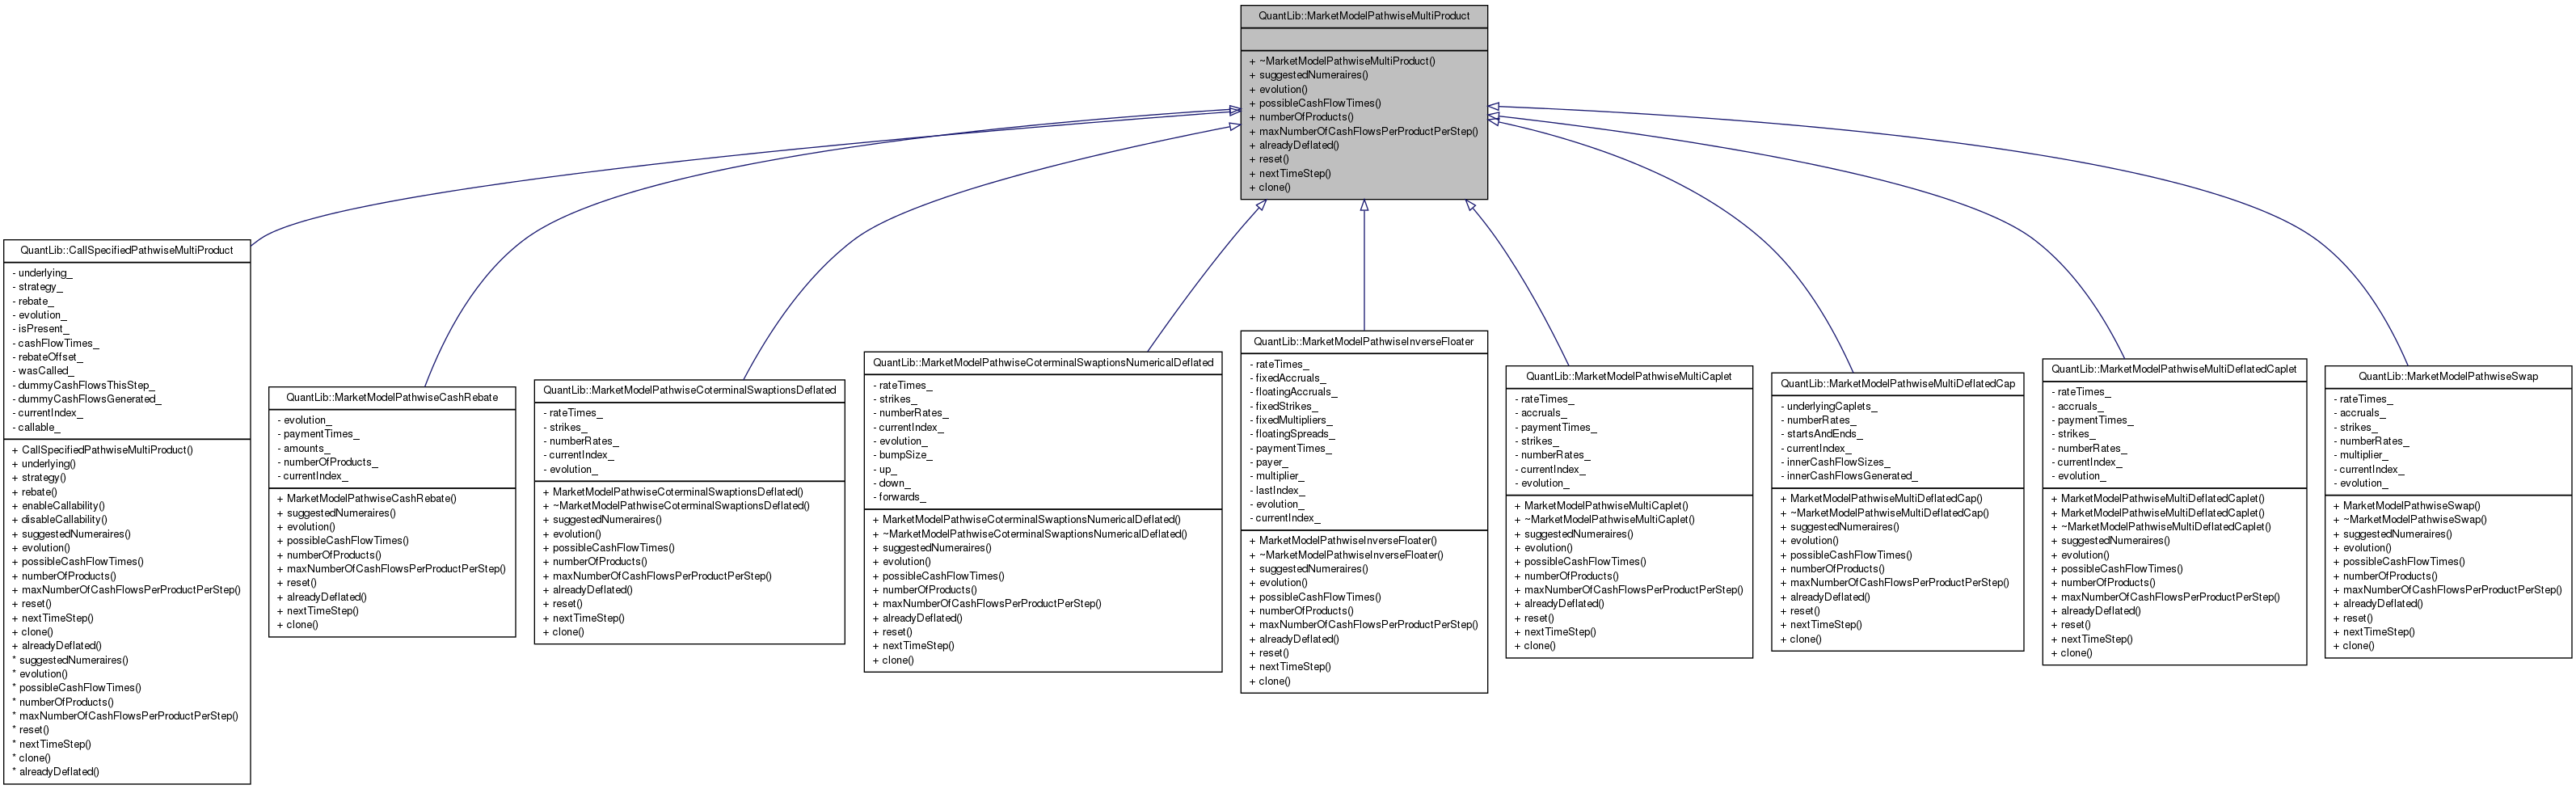 QuantLib::MarketModelPathwiseMultiProduct
+ ~MarketModelPathwiseMultiProduct()
+ suggestedNumeraires()
+ evolution()
+ possibleCashFlowTimes()
+ numberOfProducts()
+ maxNumberOfCashFlowsPerProductPerStep()
+ alreadyDeflated()
+ reset()
+ nextTimeStep()
+ clone()
QuantLib::CallSpecifiedPathwiseMultiProduct
- underlying_
- strategy_
- rebate_
- evolution_
- isPresent_
- cashFlowTimes_
- rebateOffset_
- wasCalled_
- dummyCashFlowsThisStep_
- dummyCashFlowsGenerated_
- currentIndex_
- callable_
+ CallSpecifiedPathwiseMultiProduct()
+ underlying()
+ strategy()
+ rebate()
+ enableCallability()
+ disableCallability()
+ suggestedNumeraires()
+ evolution()
+ possibleCashFlowTimes()
+ numberOfProducts()
+ maxNumberOfCashFlowsPerProductPerStep()
+ reset()
+ nextTimeStep()
+ clone()
+ alreadyDeflated()
* suggestedNumeraires()
* evolution()
* possibleCashFlowTimes()
* numberOfProducts()
* maxNumberOfCashFlowsPerProductPerStep()
* reset()
* nextTimeStep()
* clone()
* alreadyDeflated()
QuantLib::MarketModelPathwiseCashRebate
- evolution_
- paymentTimes_
- amounts_
- numberOfProducts_
- currentIndex_
+ MarketModelPathwiseCashRebate()
+ suggestedNumeraires()
+ evolution()
+ possibleCashFlowTimes()
+ numberOfProducts()
+ maxNumberOfCashFlowsPerProductPerStep()
+ reset()
+ alreadyDeflated()
+ nextTimeStep()
+ clone()
QuantLib::MarketModelPathwiseCoterminalSwaptionsDeflated
- rateTimes_
- strikes_
- numberRates_
- currentIndex_
- evolution_
+ MarketModelPathwiseCoterminalSwaptionsDeflated()
+ ~MarketModelPathwiseCoterminalSwaptionsDeflated()
+ suggestedNumeraires()
+ evolution()
+ possibleCashFlowTimes()
+ numberOfProducts()
+ maxNumberOfCashFlowsPerProductPerStep()
+ alreadyDeflated()
+ reset()
+ nextTimeStep()
+ clone()
QuantLib::MarketModelPathwiseCoterminalSwaptionsNumericalDeflated
- rateTimes_
- strikes_
- numberRates_
- currentIndex_
- evolution_
- bumpSize_
- up_
- down_
- forwards_
+ MarketModelPathwiseCoterminalSwaptionsNumericalDeflated()
+ ~MarketModelPathwiseCoterminalSwaptionsNumericalDeflated()
+ suggestedNumeraires()
+ evolution()
+ possibleCashFlowTimes()
+ numberOfProducts()
+ maxNumberOfCashFlowsPerProductPerStep()
+ alreadyDeflated()
+ reset()
+ nextTimeStep()
+ clone()
QuantLib::MarketModelPathwiseInverseFloater
- rateTimes_
- fixedAccruals_
- floatingAccruals_
- fixedStrikes_
- fixedMultipliers_
- floatingSpreads_
- paymentTimes_
- payer_
- multiplier_
- lastIndex_
- evolution_
- currentIndex_
+ MarketModelPathwiseInverseFloater()
+ ~MarketModelPathwiseInverseFloater()
+ suggestedNumeraires()
+ evolution()
+ possibleCashFlowTimes()
+ numberOfProducts()
+ maxNumberOfCashFlowsPerProductPerStep()
+ alreadyDeflated()
+ reset()
+ nextTimeStep()
+ clone()
QuantLib::MarketModelPathwiseMultiCaplet
- rateTimes_
- accruals_
- paymentTimes_
- strikes_
- numberRates_
- currentIndex_
- evolution_
+ MarketModelPathwiseMultiCaplet()
+ ~MarketModelPathwiseMultiCaplet()
+ suggestedNumeraires()
+ evolution()
+ possibleCashFlowTimes()
+ numberOfProducts()
+ maxNumberOfCashFlowsPerProductPerStep()
+ alreadyDeflated()
+ reset()
+ nextTimeStep()
+ clone()
QuantLib::MarketModelPathwiseMultiDeflatedCap
- underlyingCaplets_
- numberRates_
- startsAndEnds_
- currentIndex_
- innerCashFlowSizes_
- innerCashFlowsGenerated_
+ MarketModelPathwiseMultiDeflatedCap()
+ ~MarketModelPathwiseMultiDeflatedCap()
+ suggestedNumeraires()
+ evolution()
+ possibleCashFlowTimes()
+ numberOfProducts()
+ maxNumberOfCashFlowsPerProductPerStep()
+ alreadyDeflated()
+ reset()
+ nextTimeStep()
+ clone()
QuantLib::MarketModelPathwiseMultiDeflatedCaplet
- rateTimes_
- accruals_
- paymentTimes_
- strikes_
- numberRates_
- currentIndex_
- evolution_
+ MarketModelPathwiseMultiDeflatedCaplet()
+ MarketModelPathwiseMultiDeflatedCaplet()
+ ~MarketModelPathwiseMultiDeflatedCaplet()
+ suggestedNumeraires()
+ evolution()
+ possibleCashFlowTimes()
+ numberOfProducts()
+ maxNumberOfCashFlowsPerProductPerStep()
+ alreadyDeflated()
+ reset()
+ nextTimeStep()
+ clone()
QuantLib::MarketModelPathwiseSwap
- rateTimes_
- accruals_
- strikes_
- numberRates_
- multiplier_
- currentIndex_
- evolution_
+ MarketModelPathwiseSwap()
+ ~MarketModelPathwiseSwap()
+ suggestedNumeraires()
+ evolution()
+ possibleCashFlowTimes()
+ numberOfProducts()
+ maxNumberOfCashFlowsPerProductPerStep()
+ alreadyDeflated()
+ reset()
+ nextTimeStep()
+ clone()